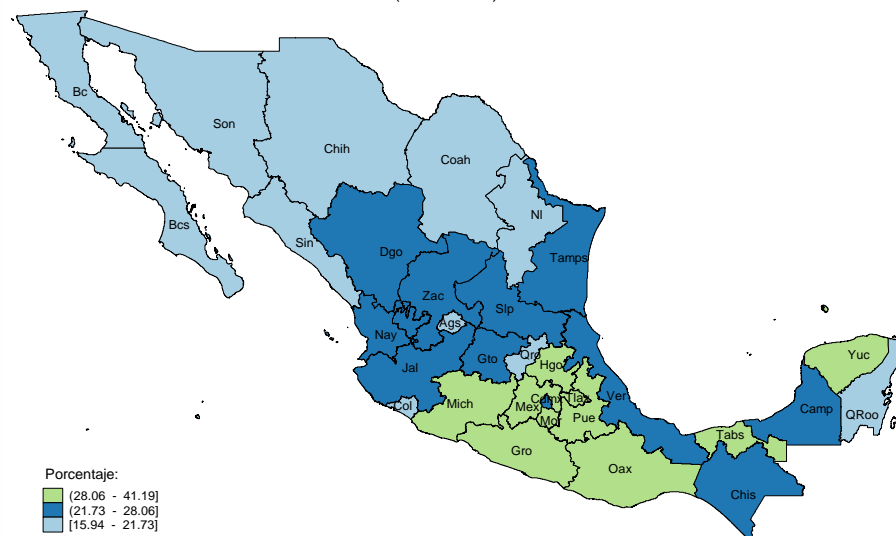 Bc
Son
Chih
Coah
Nl
Bcs
Sin
Dgo
Tamps
Zac
Slp
Ags
Nay
Jal
Gto
Qro
Hgo
Yuc
Col
Mich
Mex
Cdmx
Tlax
Mor
Pue
Ver
Camp
QRoo
Tabs
Gro
Oax
Chis
Porcentaje:
(28.06 - 41.19]
(21.73 - 28.06]
[15.94 - 21.73]